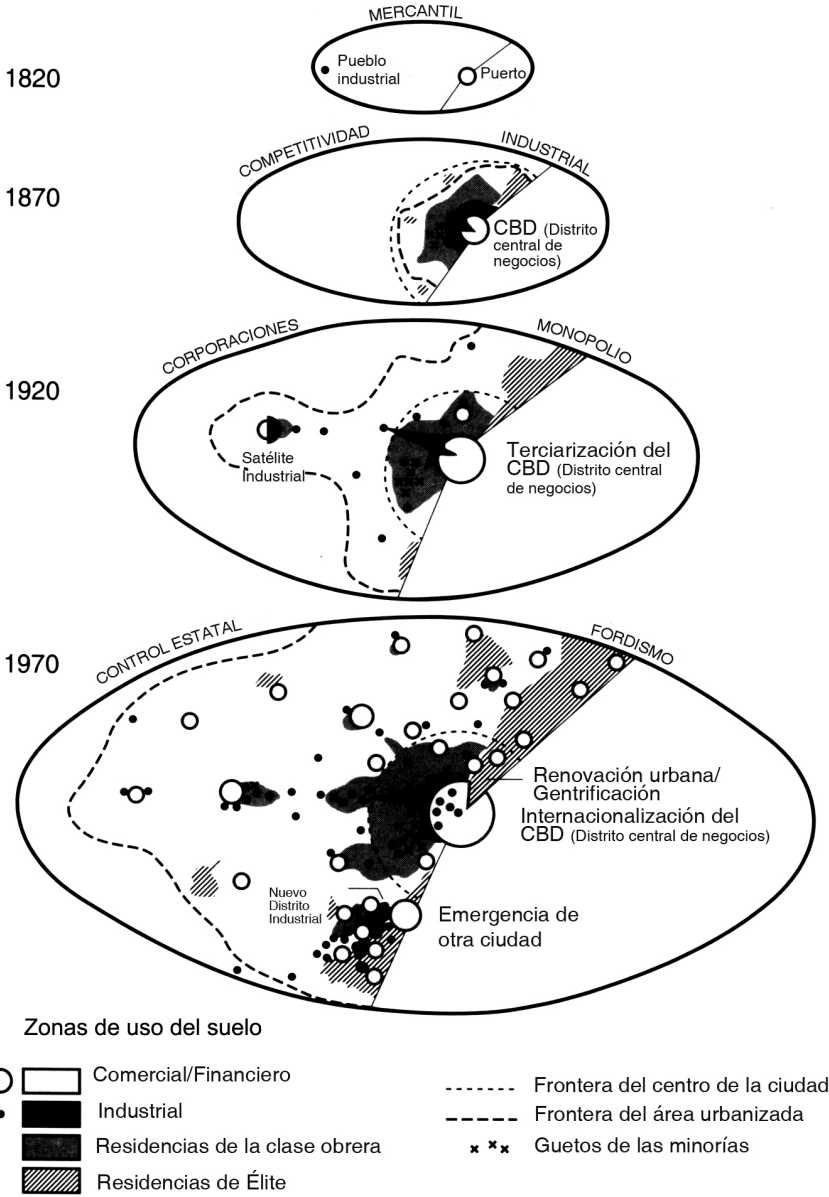 MERCANTIL
1820
Pueblo
industrial
Puerto
COMPETITIVIDAD
INDUSTRIAL
1870
CBD (Distrito
central de
negocios)
CORPORACIONES
MONOPOLIO
1920
Satélite
Industrial
Terciarización del
CBD (Distrito central
de negocios)
CONTROL ESTATAL
FORDISMO
1970
Renovación urbana/
Gentrificación
Internacionalización del
CBD (Distrito central de negocios)
Nuevo
Distrito
Industrial
Emergencia de
otra ciudad
Zonas de uso del suelo
Comercial/Financiero
Industrial
Residencias de la clase obrera
Residencias de Élite
Frontera del centro de la ciudad
Frontera del área urbanizada
Guetos de las minorías